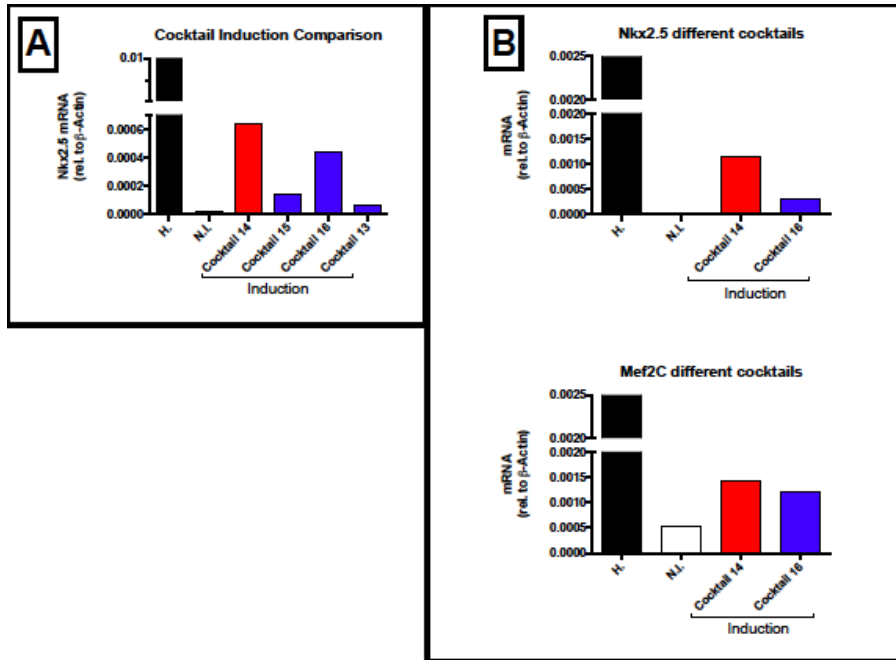 A
Cocktail Induction Comparison
Nkx2.5 mRNA
(rel. to β-Actin)
0.01
0.0006
0.0004
0.0002
0.0000
H.
N.I.
Cocktail 14
Cocktail 15
Cocktail 16
Cocktail 13
Induction
B
Nkx2.5 different cocktails
mRNA
(rel. to β-Actin)
0.0025
0.0020
0.0020
0.0015
0.0010
0.0005
0.0000
H.
N.I.
Cocktail 14
Cocktail 16
Induction
Mef2C different cocktails
mRNA
(rel. to β-Actin)
0.0025
0.0020
0.0020
0.0015
0.0010
0.0005
0.0000
H.
N.I.
Cocktail 14
Cocktail 16
Induction